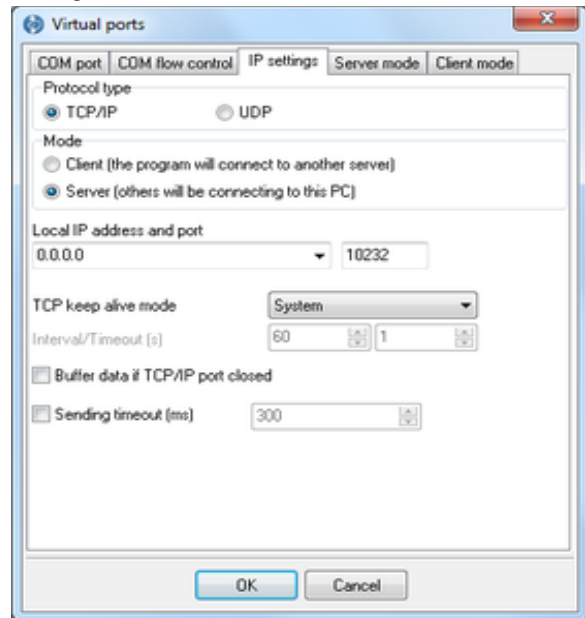 Virtual ports
COM port COM flow control IP settings Server mode Client mode
Protocol type
TCP/IP UDP
Mode
Client (the program will connect to another server)
Server (others will be connecting to this PC)
Local IP address and port
0.0.0.0 10232
TCP keep alive mode System
Interval/Timeout (s) 60 1
Buffer data if TCP/IP port closed
Sending timeout (ms) 300
OK Cancel